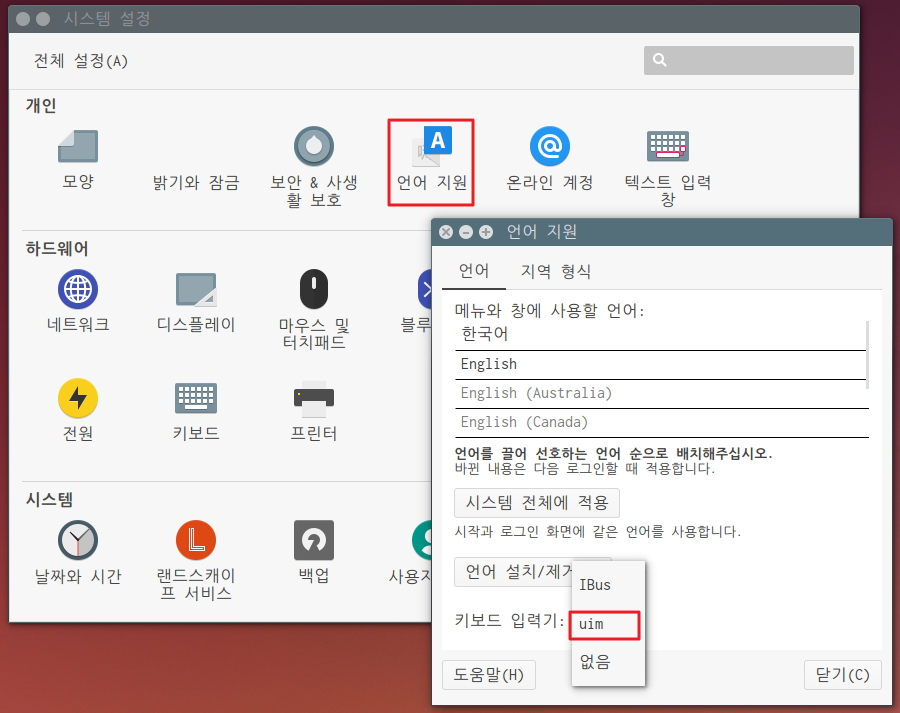 시스템 설정
전체 설정(A)
개인
모양
밝기와 잠금
보안 & 사생
활 보호
언어 지원
온라인 계정
텍스트 입력
창
하드웨어
네트워크
디스플레이
마우스 및
터치패드
블루
전원
키보드
프린터
시스템
날짜와 시간
랜드스케이
프 서비스
백업
언어 지원
언어
지역 형식
메뉴와 창에 사용할 언어:
한국어
English
English (Australia)
English (Canada)
언어를 끌어 선호하는 언어 순으로 배치해주십시오.
바뀐 내용은 다음 로그인할 때 적용합니다.
시스템 전체에 적용
시작과 로그인 화면에 같은 언어를 사용합니다.
언어 설치/제거
IBus
키보드 입력기:
uim
없음
도움말(H)
닫기(C)